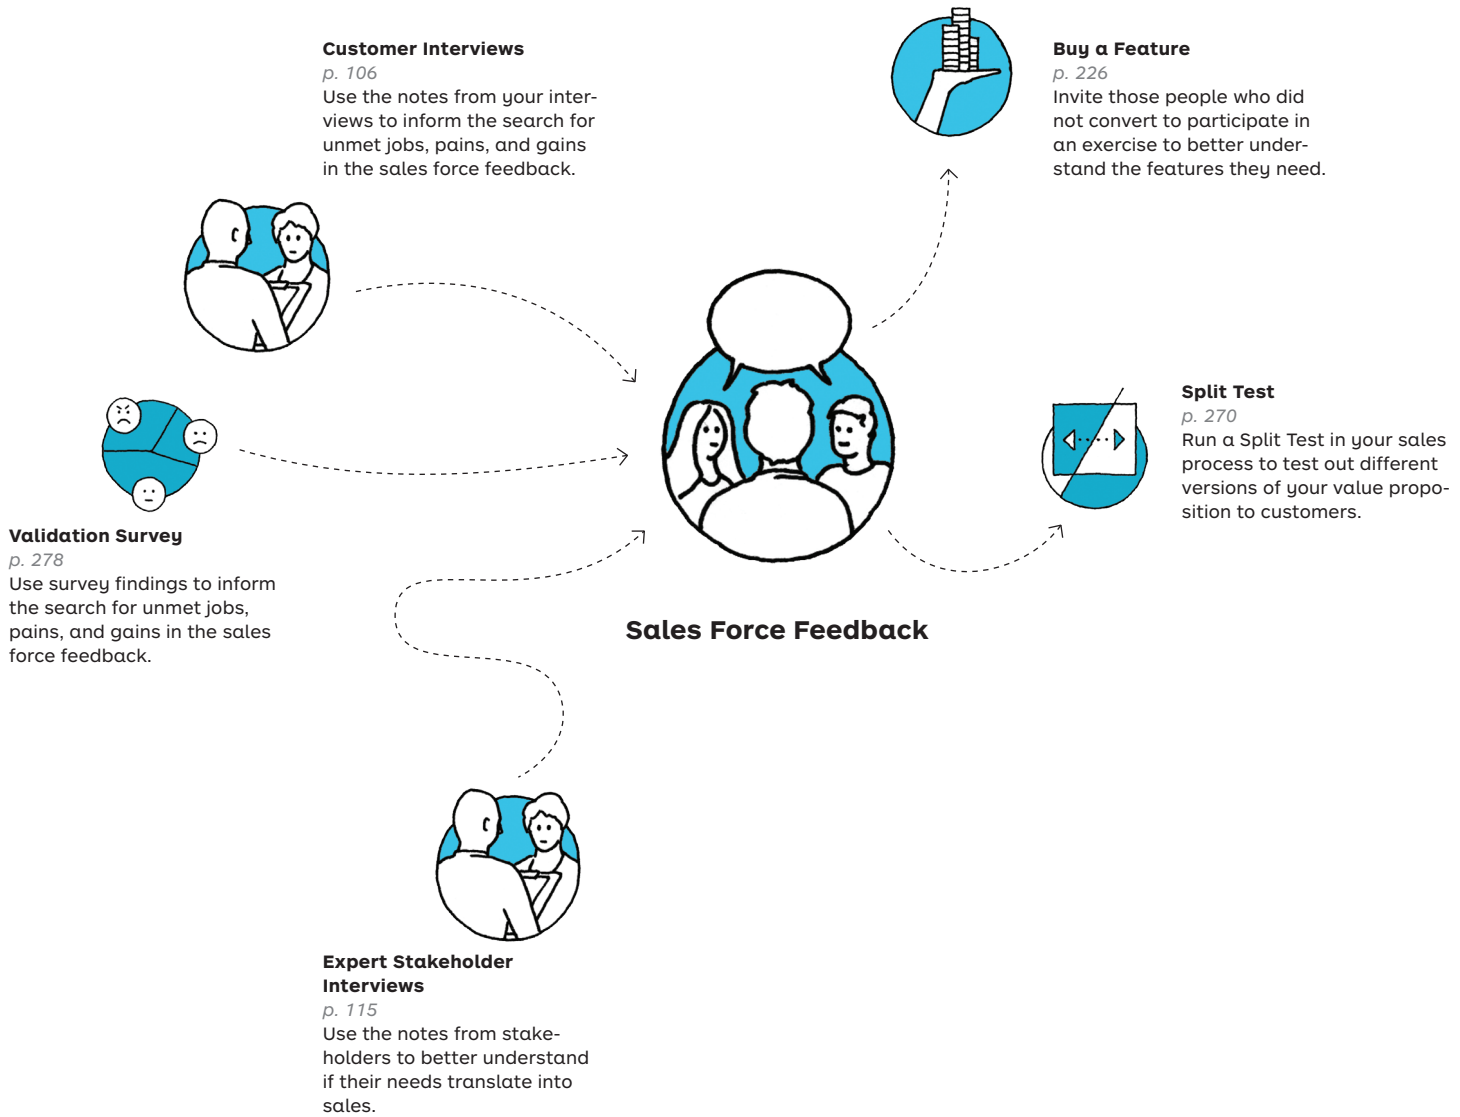 Customer Interviews
p. 106
Use the notes from your inter-
views to inform the search for
unmet jobs, pains, and gains
in the sales force feedback.
Buy a Feature
p. 226
Invite those people who did
not convert to participate in
an exercise to better under-
stand the features they need.
Split Test
p. 270
Run a Split Test in your sales
process to test out different
versions of your value propo-
sition to customers.
Validation Survey
p. 278
Use survey findings to inform
the search for unmet jobs,
pains, and gains in the sales
force feedback.
Sales Force Feedback
Expert Stakeholder
Interviews
p. 115
Use the notes from stake-
holders to better understand
if their needs translate into
sales.